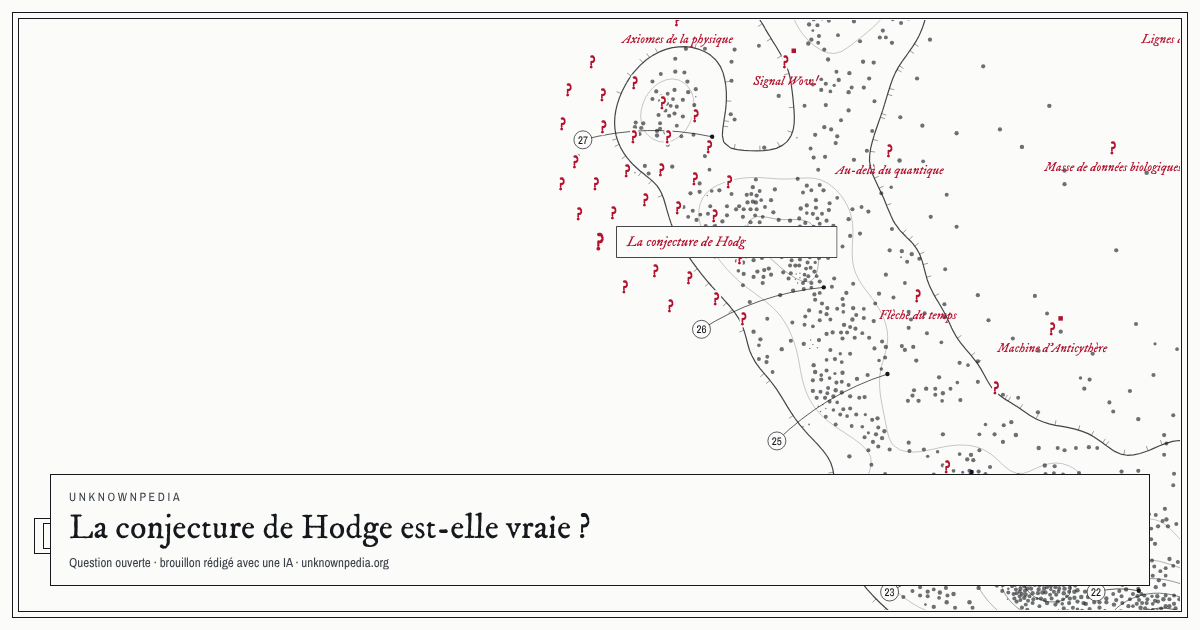 Axiomes de la physique
Lignes
Signal Wow!
27
Au-delà du quantique
Masse de données biologiques
La conjecture de Hodg
Flèche du temps
26
Machine d'Anticythère
25
UNKNOWNPEDIA
La conjecture de Hodge est-elle vraie ?
Question ouverte · brouillon rédigé avec une IA · unknownpedia.org
23
22